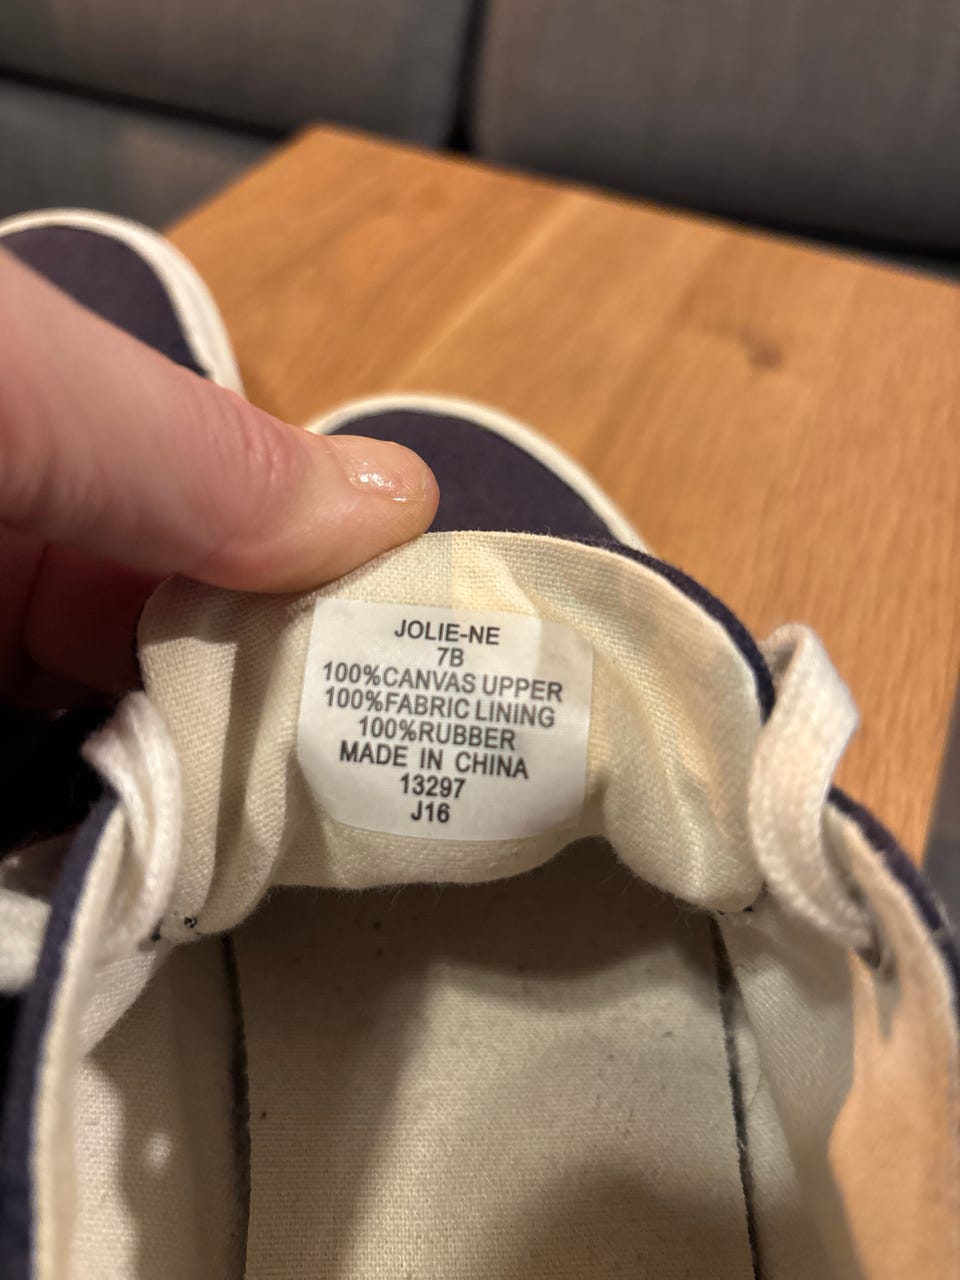 JOLIE-NE
7B
100%CANVAS UPPER
100%FABRIC LINING
100%RUBBER
MADE IN CHINA
13297
J16